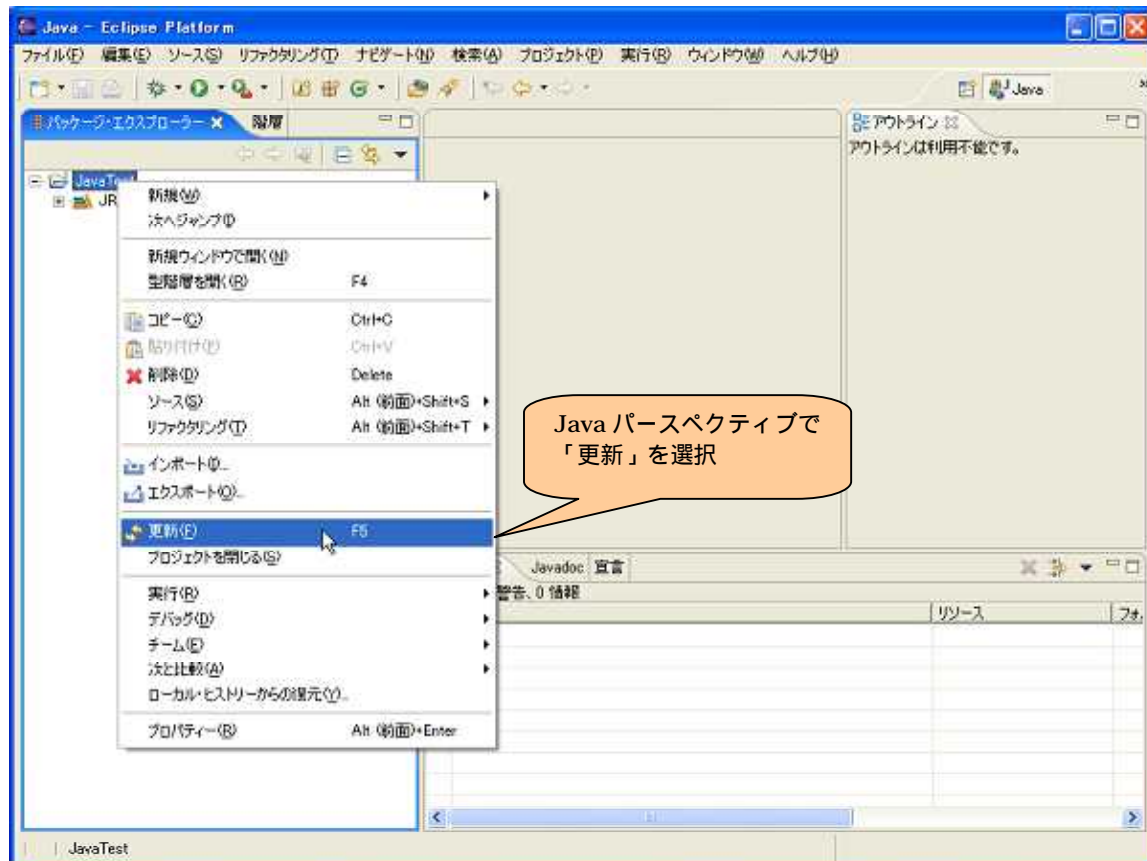 Java - Eclipse Platform
ファイル(F) 編集(E) ソース(S) リファクタリング(T) ナビゲート(N) 検索(A) プロジェクト(P) 実行(R) ウィンドウ(W) ヘルプ(H)
Java
パッケージ・エクスプローラー 階層
アウトライン
アウトラインは利用不能です。
JavaTest
JR
新規(W)
次へジャンプ(I)
新規ウィンドウで開く(N)
型階層を開く(R) F4
コピー(C) Ctrl+C
貼り付け(P) Ctrl+V
削除(D) Delete
ソース(S) Alt (前面)+Shift+S
リファクタリング(T) Alt (前面)+Shift+T
インポート(I)...
エクスポート(O)...
更新(F) F5
プロジェクトを閉じる(S)
実行(R)
デバッグ(D)
チーム(E)
次と比較(A)
ローカル・ヒストリーからの復元(Y)...
プロパティー(R) Alt (前面)+Enter
Java パースペクティブで
「更新」を選択
Javadoc 宣言
警告、0 情報
リソース フォ
JavaTest